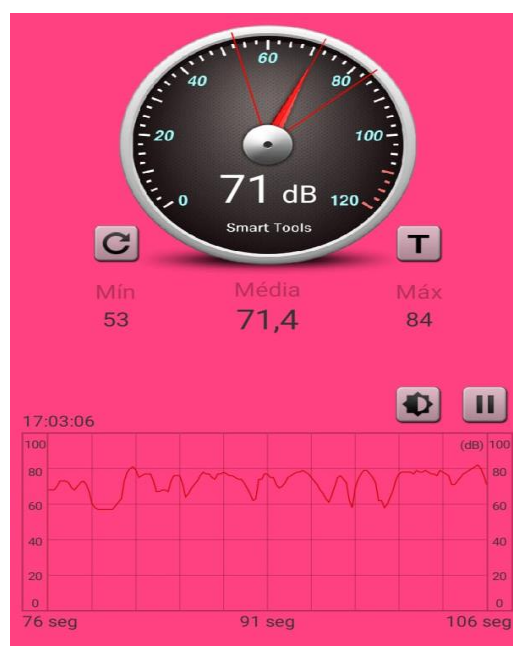 60
40 80
20 100
0 120
71 dB
Smart Tools
T
Mín Média Máx
53 71,4 84
17:03:06
100 (dB) 100
80 80
60 60
40 40
20 20
0 0
76 seg 91 seg 106 seg